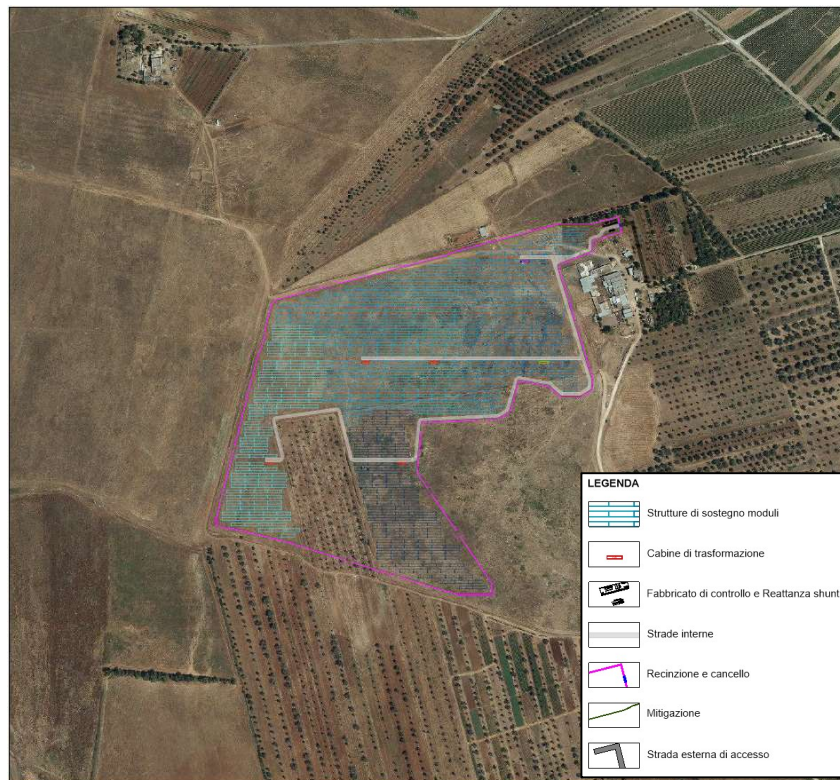 LEGENDA
Strutture di sostegno moduli
Cabine di trasformazione
Fabbricato di controllo e Reattanza shunt
Strade interne
Recinzione e cancello
Mitigazione
Strada esterna di accesso